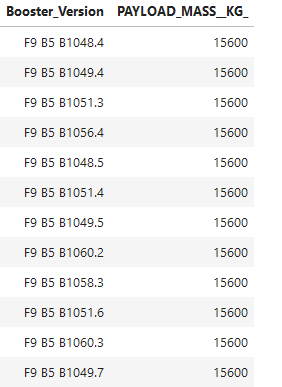 Booster_Version PAYLOAD_MASS__KG_
F9 B5 B1048.4 15600
F9 B5 B1049.4 15600
F9 B5 B1051.3 15600
F9 B5 B1056.4 15600
F9 B5 B1048.5 15600
F9 B5 B1051.4 15600
F9 B5 B1049.5 15600
F9 B5 B1060.2 15600
F9 B5 B1058.3 15600
F9 B5 B1051.6 15600
F9 B5 B1060.3 15600
F9 B5 B1049.7 15600